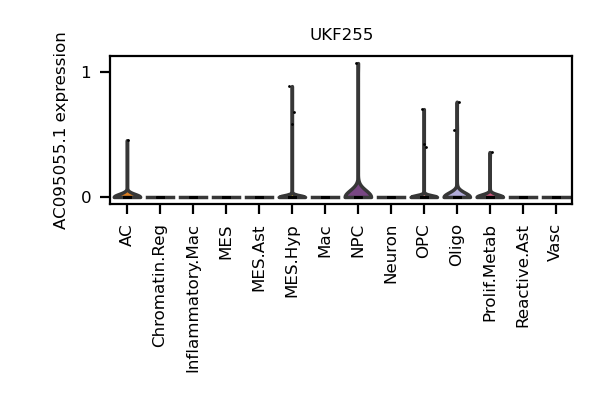 UKF255
AC095055.1 expression
1
0
AC
Chromatin.Reg
Inflammatory.Mac
MES
MES.Ast
MES.Hyp
Mac
NPC
Neuron
OPC
Oligo
Prolif.Metab
Reactive.Ast
Vasc